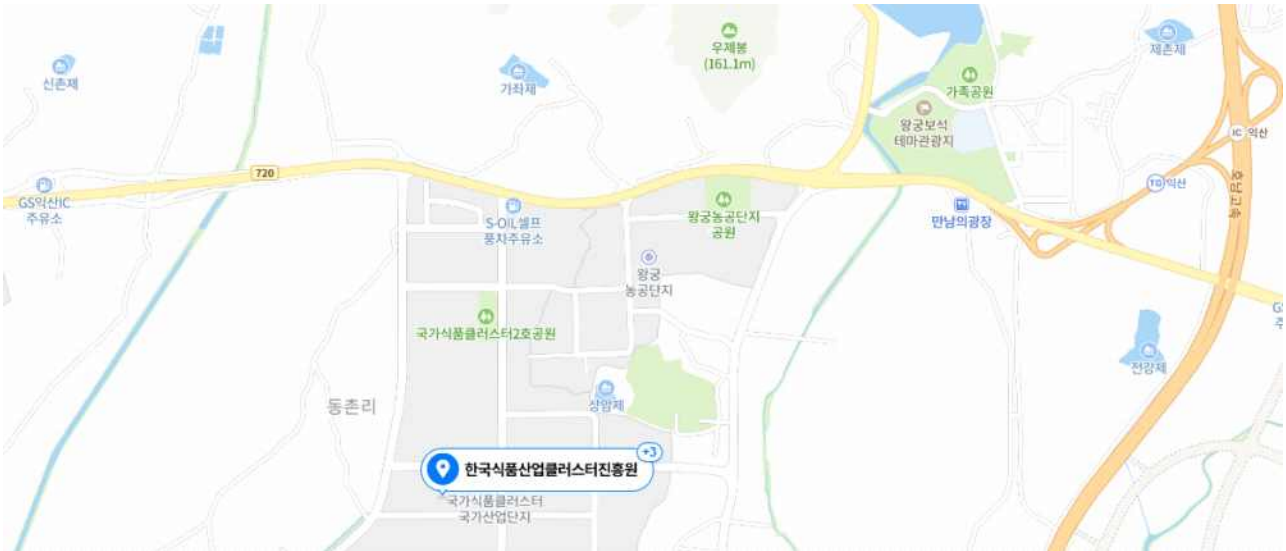 우제봉
(161.1m)
제촌제
신촌제
가좌제
가족공원
왕궁보석
테마관광지
IC 익산
720
TG 익산
호남고속
GS익산IC
주유소
S-OIL셀프
풍차주유소
왕궁농공단지
공원
만남의광장
왕궁
농공단지
GS
주
국가식품클러스터2호공원
전강제
상암제
동촌리
+3
한국식품산업클러스터진흥원
국가식품클러스터
국가산업단지